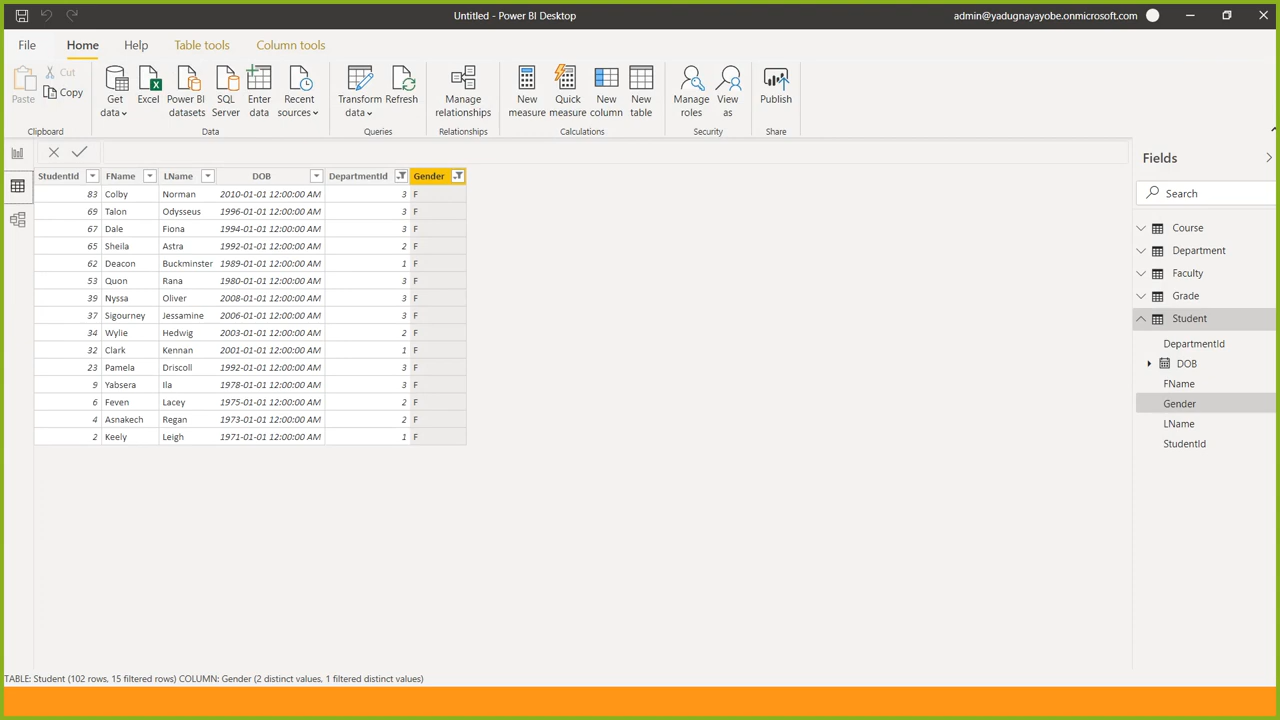 Untitled - Power BI Desktop
admin@yadugnayayobe.onmicrosoft.com
File Home Help Table tools Column tools
Paste
Cut
Copy
Clipboard
Get data
Excel
Power BI datasets
SQL Server
Enter data
Recent sources
Data
Transform data
Refresh
Queries
Manage relationships
Relationships
New measure
Quick measure
New column
New table
Calculations
Manage roles
View as
Security
Publish
Share
StudentId FName LName DOB DepartmentId Gender
83 Colby Norman 2010-01-01 12:00:00 AM 3 F
69 Talon Odysseus 1996-01-01 12:00:00 AM 3 F
67 Dale Fiona 1994-01-01 12:00:00 AM 3 F
65 Sheila Astra 1992-01-01 12:00:00 AM 2 F
62 Deacon Buckminster 1989-01-01 12:00:00 AM 1 F
53 Quon Rana 1980-01-01 12:00:00 AM 3 F
39 Nyssa Oliver 2008-01-01 12:00:00 AM 3 F
37 Sigourney Jessamine 2006-01-01 12:00:00 AM 3 F
34 Wylie Hedwig 2003-01-01 12:00:00 AM 2 F
32 Clark Kennan 2001-01-01 12:00:00 AM 1 F
23 Pamela Driscoll 1992-01-01 12:00:00 AM 3 F
9 Yabsera Ila 1978-01-01 12:00:00 AM 3 F
6 Feven Lacey 1975-01-01 12:00:00 AM 2 F
4 Asnakech Regan 1973-01-01 12:00:00 AM 2 F
2 Keely Leigh 1971-01-01 12:00:00 AM 1 F
Fields
Search
Course
Department
Faculty
Grade
Student
DepartmentId
DOB
FName
Gender
LName
StudentId
TABLE: Student (102 rows, 15 filtered rows) COLUMN: Gender (2 distinct values, 1 filtered distinct values)